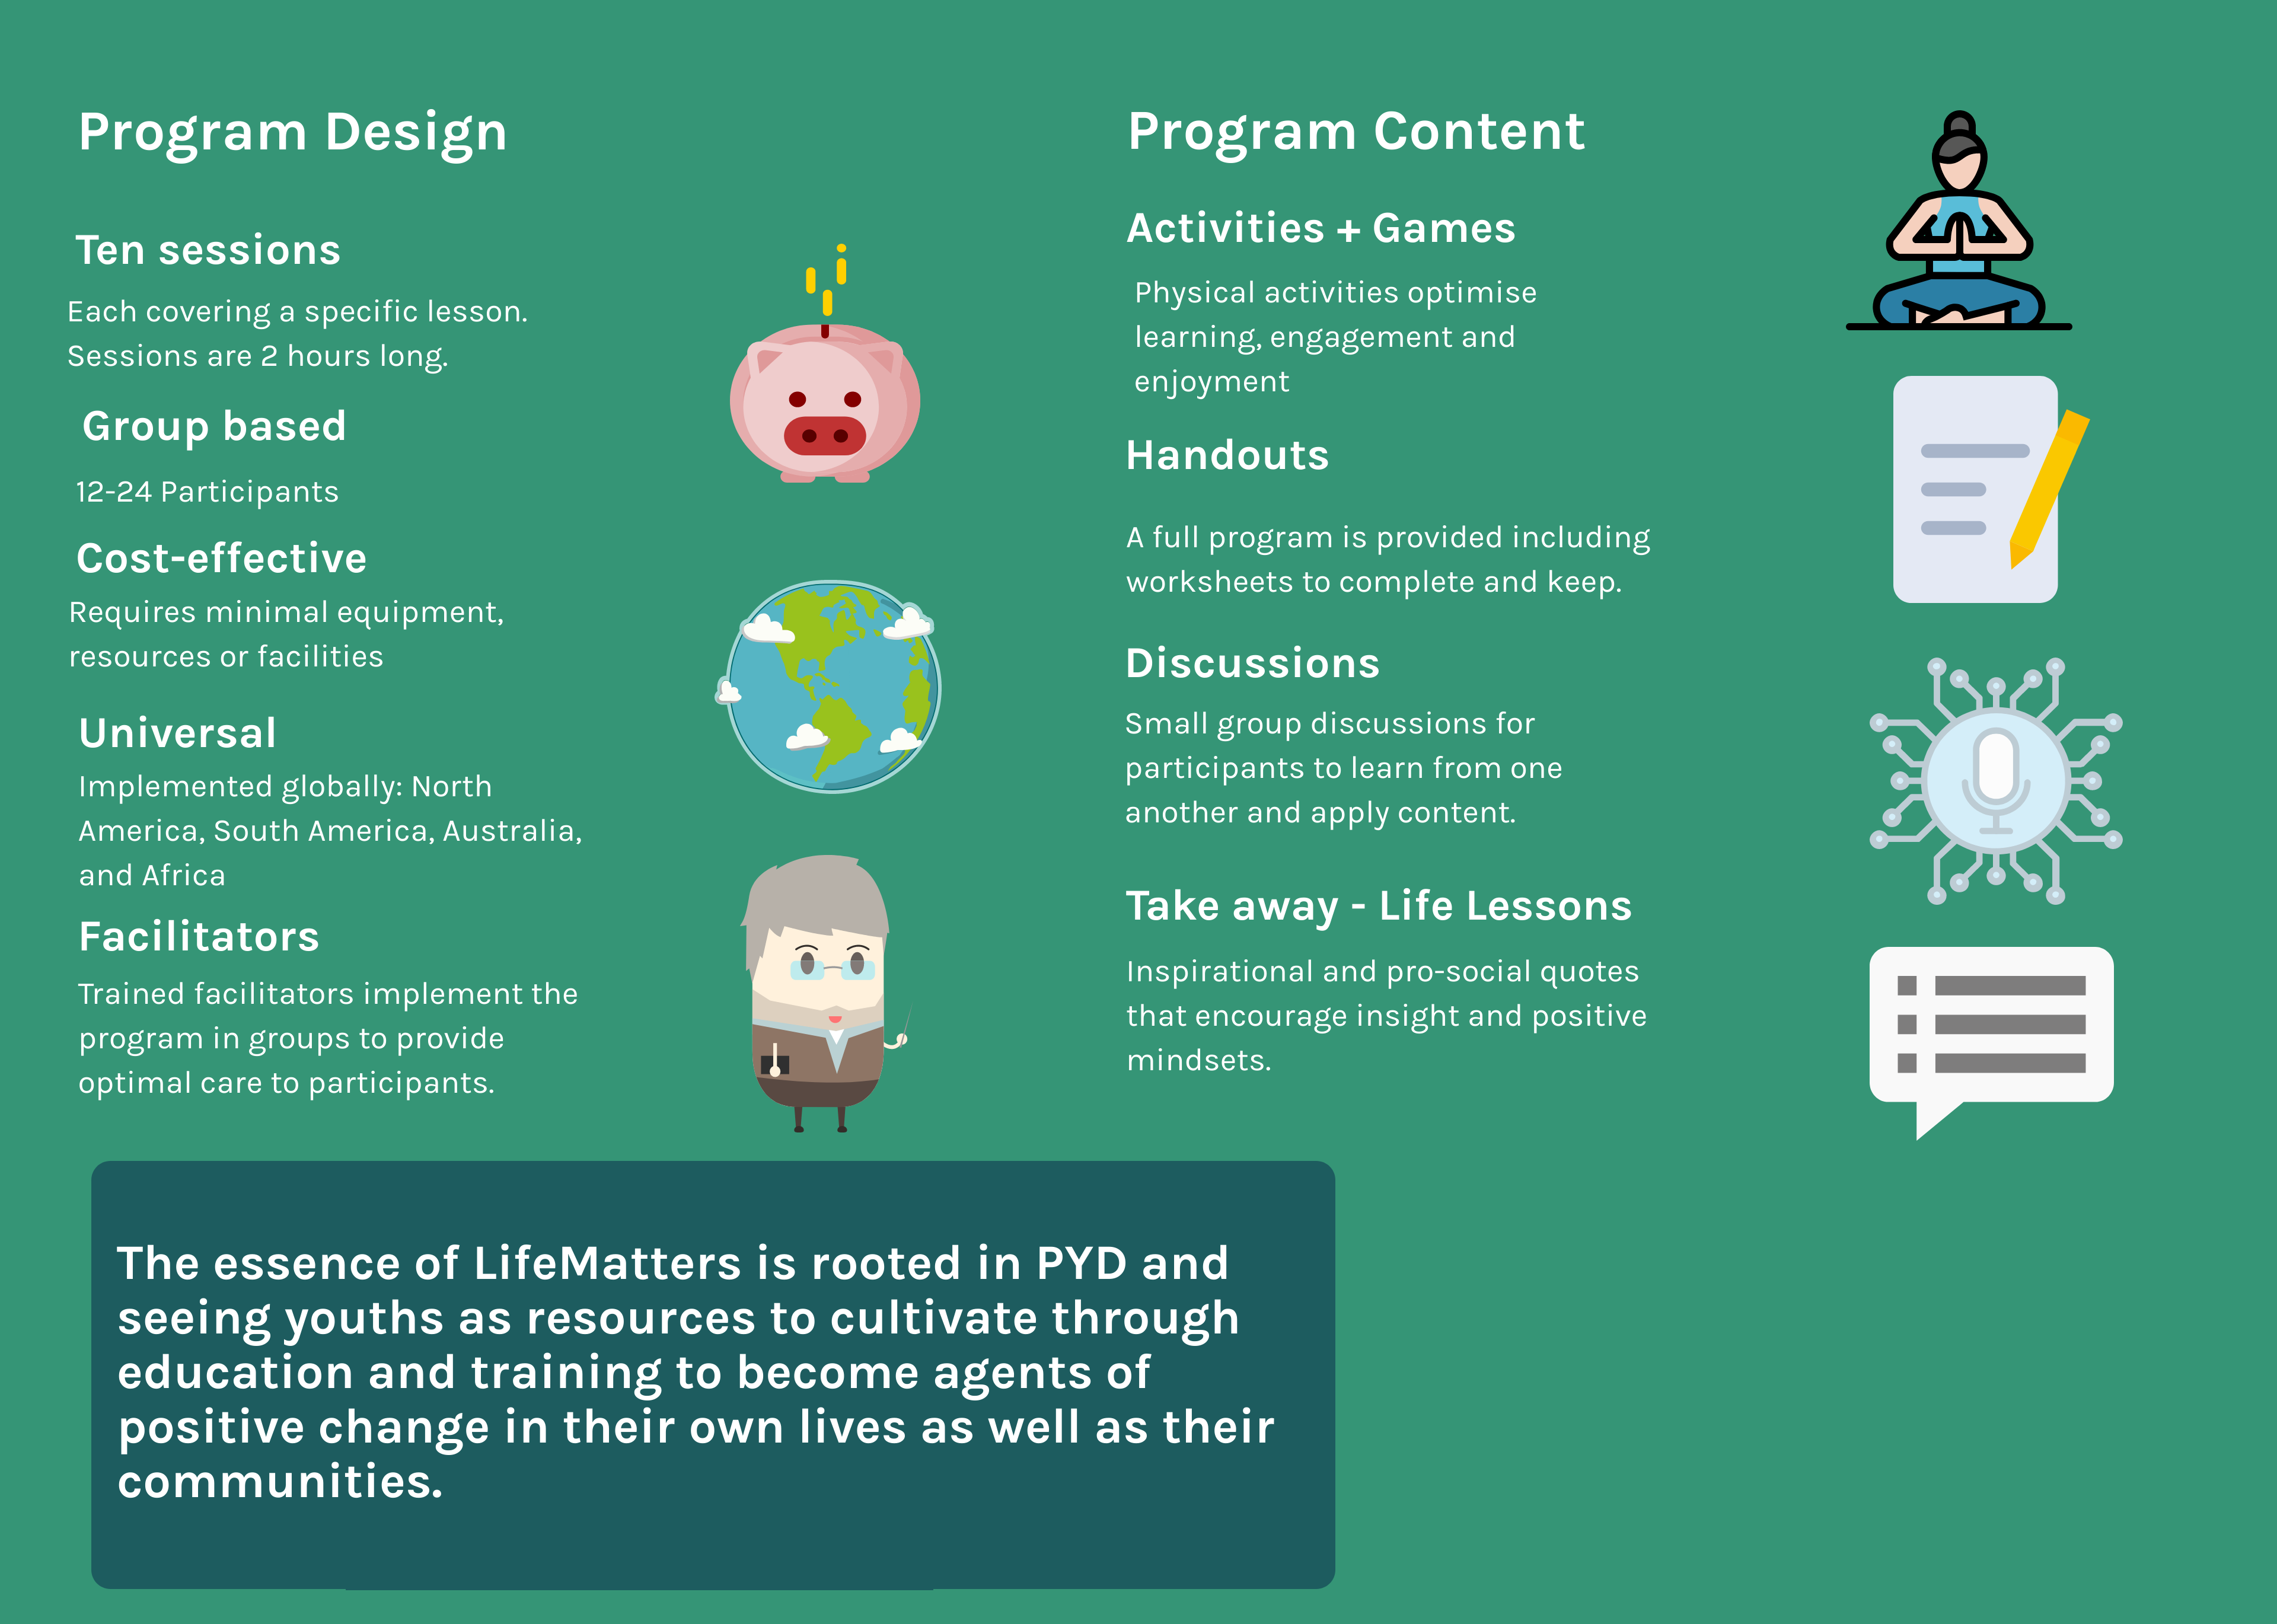 Program Design
Ten sessions
Each covering a specific lesson.
Sessions are 2 hours long.
Group based
12-24 Participants
Cost-effective
Requires minimal equipment,
resources or facilities
Universal
Implemented globally: North
America, South America, Australia,
and Africa
Facilitators
Trained facilitators implement the
program in groups to provide
optimal care to participants.
Program Content
Activities + Games
Physical activities optimise
learning, engagement and
enjoyment
Handouts
A full program is provided including
worksheets to complete and keep.
Discussions
Small group discussions for
participants to learn from one
another and apply content.
Take away - Life Lessons
Inspirational and pro-social quotes
that encourage insight and positive
mindsets.
The essence of LifeMatters is rooted in PYD and
seeing youths as resources to cultivate through
education and training to become agents of
positive change in their own lives as well as their
communities.